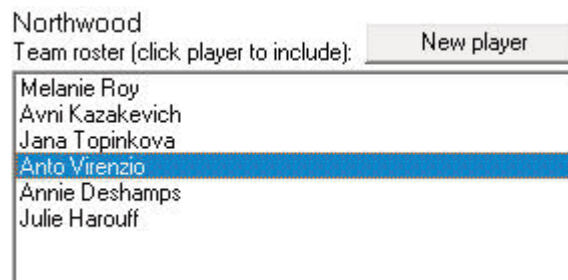 Northwood
Team roster (click player to include):
New player
Melanie Roy
Avni Kazakevich
Jana Topinkova
Anto Virenzio
Annie Deshamps
Julie Harouff